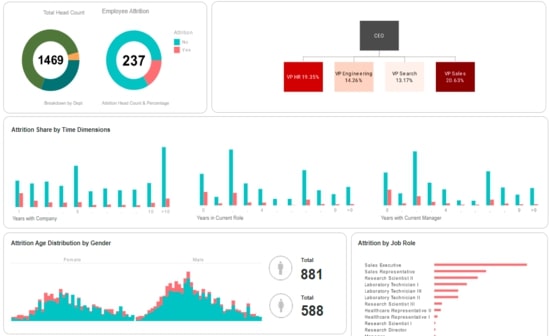 Total Head Count
Employee Attrition
Attrition
No
Yes
1469
237
Breakdown by Dept
Attrition Head Count & Percentage
CEO
VP HR 19.35%
VP Engineering
14.26%
VP Search
13.17%
VP Sales
20.63%
Attrition Share by Time Dimensions
Years with Company
Years in Current Role
Years with Current Manager
Attrition Age Distribution by Gender
Female
Male
Total
881
Total
588
Attrition by Job Role
Sales Executive
Sales Representative
Research Scientist II
Laboratory Technician I
Laboratory Technician III
Laboratory Technician II
Research Scientist III
Healthcare Representative II
Healthcare Representative I
Research Scientist I
Research Director